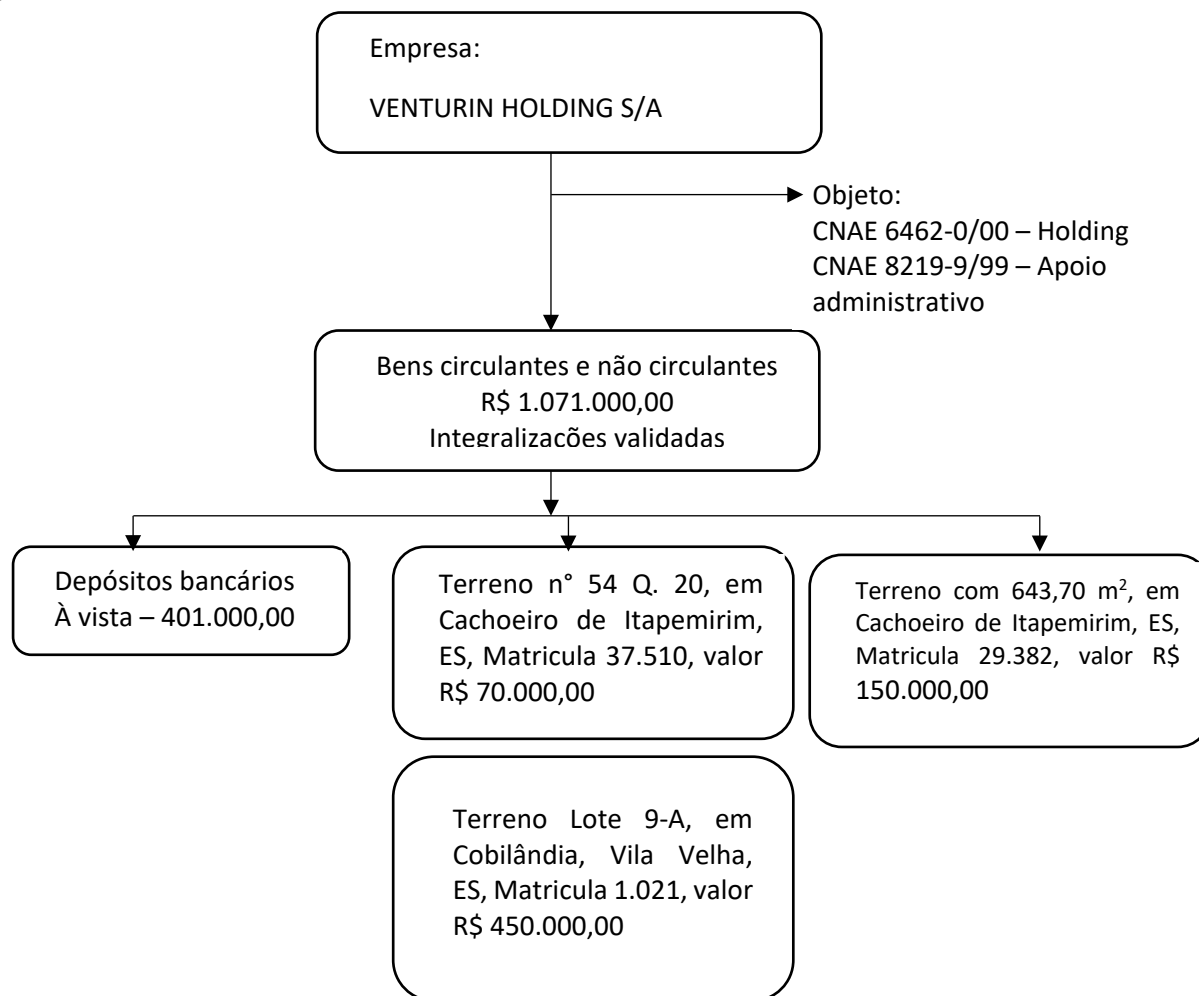 Empresa:
VENTURIN HOLDING S/A
Objeto:
CNAE 6462-0/00 – Holding
CNAE 8219-9/99 – Apoio
administrativo
Bens circulantes e não circulantes
R$ 1.071.000,00
Integralizações validadas
Depósitos bancários
À vista – 401.000,00
Terreno n° 54 Q. 20, em
Cachoeiro de Itapemirim,
ES, Matricula 37.510, valor
R$ 70.000,00
Terreno com 643,70 m², em
Cachoeiro de Itapemirim, ES,
Matricula 29.382, valor R$
150.000,00
Terreno Lote 9-A, em
Cobilândia, Vila Velha,
ES, Matricula 1.021, valor
R$ 450.000,00